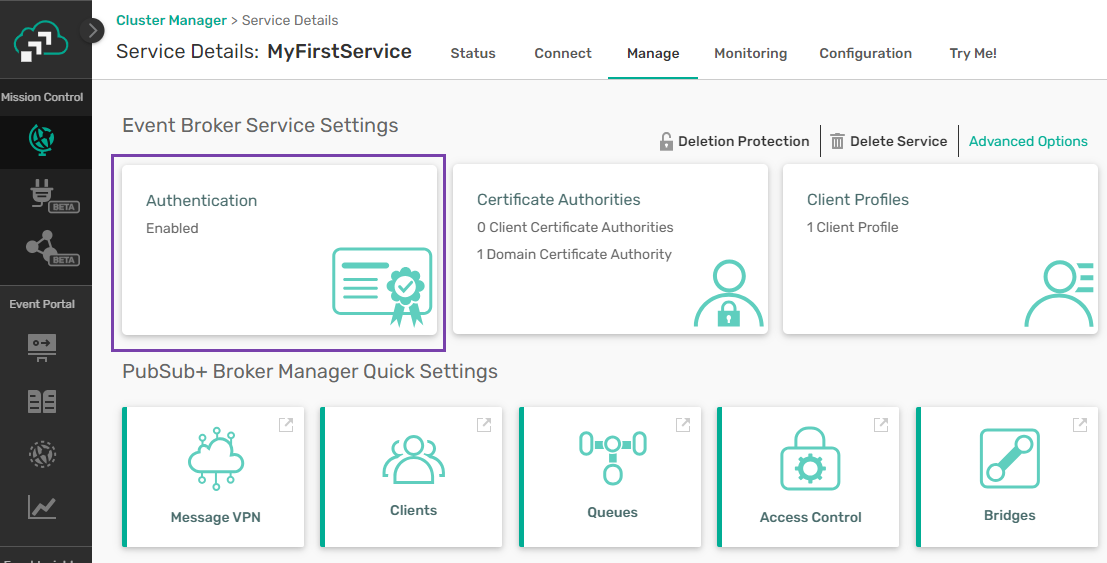 Cluster Manager > Service Details
Service Details: MyFirstService
Status
Connect
Manage
Monitoring
Configuration
Try Me!
Mission Control
BETA
BETA
Event Portal
Event Broker Service Settings
Deletion Protection
Delete Service
Advanced Options
Authentication
Enabled
Certificate Authorities
0 Client Certificate Authorities
1 Domain Certificate Authority
Client Profiles
1 Client Profile
PubSub+ Broker Manager Quick Settings
Message VPN
Clients
Queues
Access Control
Bridges